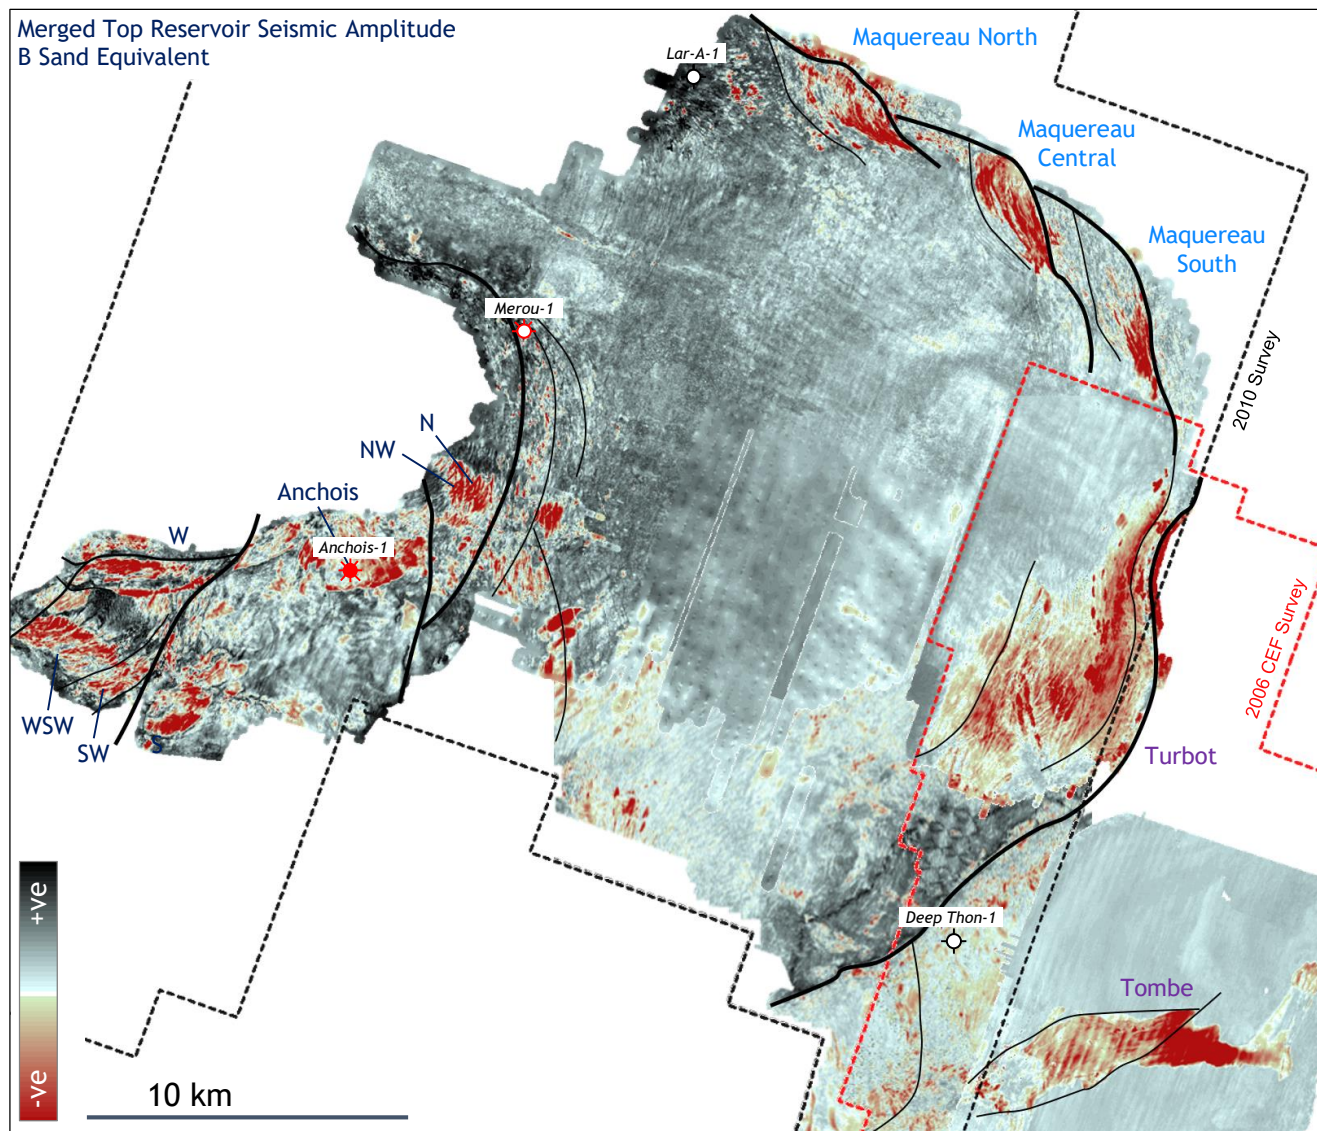 Merged Top Reservoir Seismic Amplitude
B Sand Equivalent
Lar-A-1
Maquereau North
Maquereau
Central
Maquereau
South
Merou-1
2010 Survey
N
NW
Anchois
Anchois-1
W
WSW
SW
S
2006 CEF Survey
Turbot
Deep Thon-1
Tombe
+ve
-ve
10 km